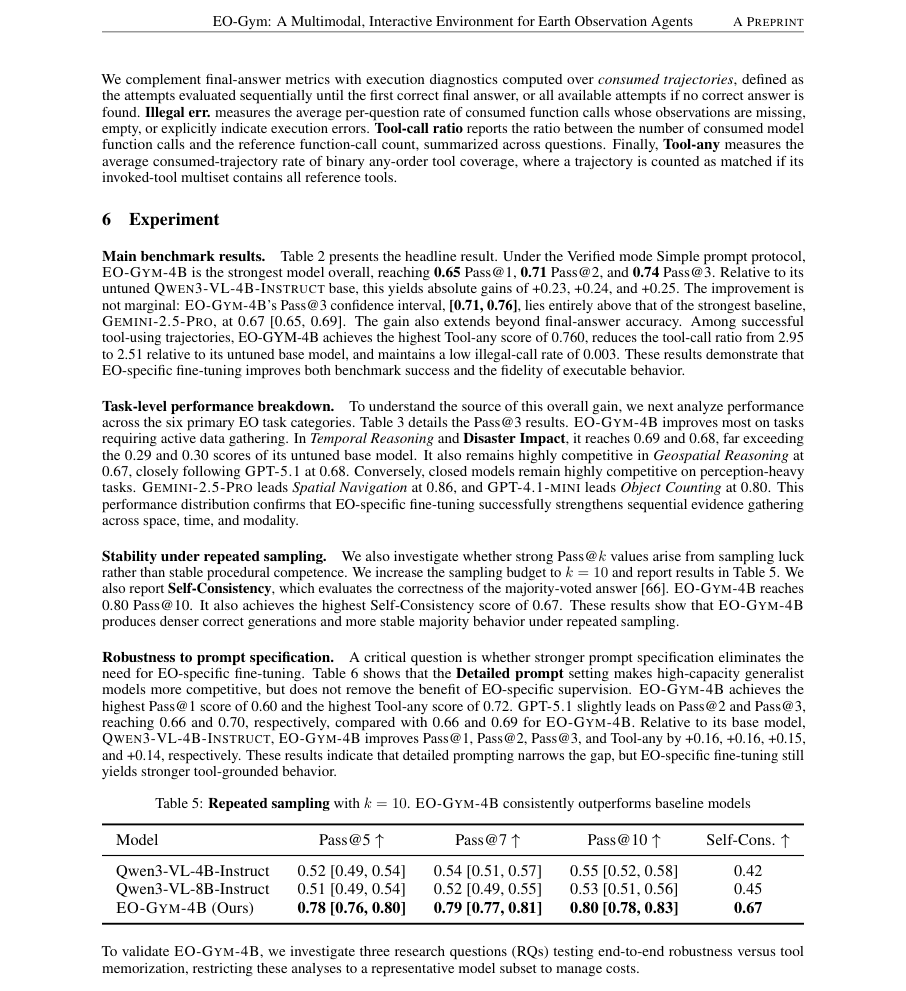 EO-Gym: A Multimodal, Interactive Environment for Earth Observation Agents A PREPRINT
We complement final-answer metrics with execution diagnostics computed over consumed trajectories, defined as
the attempts evaluated sequentially until the first correct final answer, or all available attempts if no correct answer is
found. Illegal err. measures the average per-question rate of consumed function calls whose observations are missing,
empty, or explicitly indicate execution errors. Tool-call ratio reports the ratio between the number of consumed model
function calls and the reference function-call count, summarized across questions. Finally, Tool-any measures the
average consumed-trajectory rate of binary any-order tool coverage, where a trajectory is counted as matched if its
invoked-tool multiset contains all reference tools.
6 Experiment
Main benchmark results. Table 2 presents the headline result. Under the Verified mode Simple prompt protocol,
EO-GYM-4B is the strongest model overall, reaching 0.65 Pass@1, 0.71 Pass@2, and 0.74 Pass@3. Relative to its
untuned QWEN3-VL-4B-INSTRUCT base, this yields absolute gains of +0.23, +0.24, and +0.25. The improvement is
not marginal: EO-GYM-4B's Pass@3 confidence interval, [0.71, 0.76], lies entirely above that of the strongest baseline,
GEMINI-2.5-PRO, at 0.67 [0.65, 0.69]. The gain also extends beyond final-answer accuracy. Among successful
tool-using trajectories, EO-GYM-4B achieves the highest Tool-any score of 0.760, reduces the tool-call ratio from 2.95
to 2.51 relative to its untuned base model, and maintains a low illegal-call rate of 0.003. These results demonstrate that
EO-specific fine-tuning improves both benchmark success and the fidelity of executable behavior.
Task-level performance breakdown. To understand the source of this overall gain, we next analyze performance
across the six primary EO task categories. Table 3 details the Pass@3 results. EO-GYM-4B improves most on tasks
requiring active data gathering. In Temporal Reasoning and Disaster Impact, it reaches 0.69 and 0.68, far exceeding
the 0.29 and 0.30 scores of its untuned base model. It also remains highly competitive in Geospatial Reasoning at
0.67, closely following GPT-5.1 at 0.68. Conversely, closed models remain highly competitive on perception-heavy
tasks. GEMINI-2.5-PRO leads Spatial Navigation at 0.86, and GPT-4.1-MINI leads Object Counting at 0.80. This
performance distribution confirms that EO-specific fine-tuning successfully strengthens sequential evidence gathering
across space, time, and modality.
Stability under repeated sampling. We also investigate whether strong Pass@k values arise from sampling luck
rather than stable procedural competence. We increase the sampling budget to k = 10 and report results in Table 5. We
also report Self-Consistency, which evaluates the correctness of the majority-voted answer [66]. EO-GYM-4B reaches
0.80 Pass@10. It also achieves the highest Self-Consistency score of 0.67. These results show that EO-GYM-4B
produces denser correct generations and more stable majority behavior under repeated sampling.
Robustness to prompt specification. A critical question is whether stronger prompt specification eliminates the
need for EO-specific fine-tuning. Table 6 shows that the Detailed prompt setting makes high-capacity generalist
models more competitive, but does not remove the benefit of EO-specific supervision. EO-GYM-4B achieves the
highest Pass@1 score of 0.60 and the highest Tool-any score of 0.72. GPT-5.1 slightly leads on Pass@2 and Pass@3,
reaching 0.66 and 0.70, respectively, compared with 0.66 and 0.69 for EO-GYM-4B. Relative to its base model,
QWEN3-VL-4B-INSTRUCT, EO-GYM-4B improves Pass@1, Pass@2, Pass@3, and Tool-any by +0.16, +0.16, +0.15,
and +0.14, respectively. These results indicate that detailed prompting narrows the gap, but EO-specific fine-tuning still
yields stronger tool-grounded behavior.
Table 5: Repeated sampling with k = 10. EO-GYM-4B consistently outperforms baseline models
Model Pass@5 ↑ Pass@7 ↑ Pass@10 ↑ Self-Cons. ↑
Qwen3-VL-4B-Instruct 0.52 [0.49, 0.54] 0.54 [0.51, 0.57] 0.55 [0.52, 0.58] 0.42
Qwen3-VL-8B-Instruct 0.51 [0.49, 0.54] 0.52 [0.49, 0.55] 0.53 [0.51, 0.56] 0.45
EO-GYM-4B (Ours) 0.78 [0.76, 0.80] 0.79 [0.77, 0.81] 0.80 [0.78, 0.83] 0.67
To validate EO-GYM-4B, we investigate three research questions (RQs) testing end-to-end robustness versus tool
memorization, restricting these analyses to a representative model subset to manage costs.